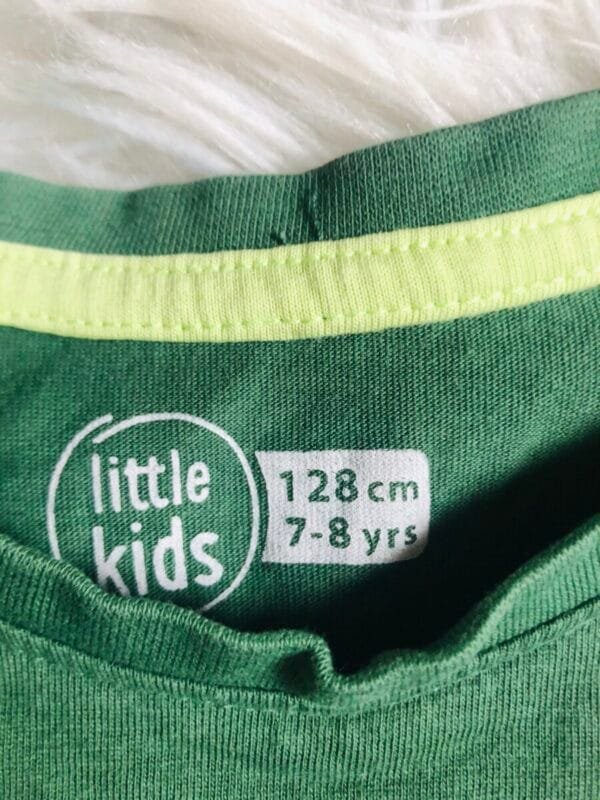 little
kids
128 cm
7-8 yrs